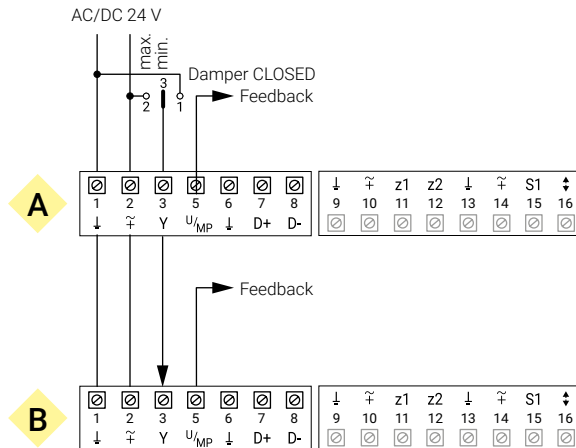 AC/DC 24 V
max.
min.
Damper CLOSED
3
2 1
Feedback
A
1 2 3 5 6 7 8
⏚ ~̄+ Y U/MP ⏚ D+ D-
⏚ ~̄+ z1 z2 ⏚ ~̄+ S1 ⬍
9 10 11 12 13 14 15 16
Feedback
B
1 2 3 5 6 7 8
⏚ ~̄+ Y U/MP ⏚ D+ D-
⏚ ~̄+ z1 z2 ⏚ ~̄+ S1 ⬍
9 10 11 12 13 14 15 16